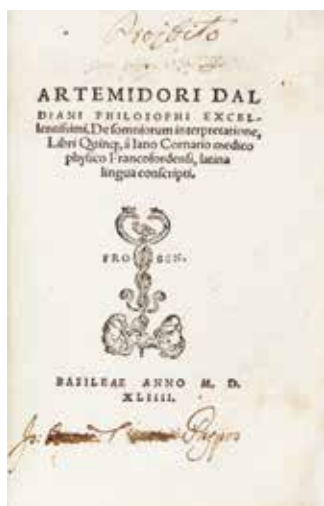 Proibito
ARTEMIDORI DAL
DIANI PHILOSOPHI EXCEL-
lentissimi, De somniorum interpretatione,
Libri Quinq;, à Iano Cornario medico
physico Francofordensi, latina
lingua conscripti.
FRO BEN.
BASILEAE ANNO M. D.
XLIIII.